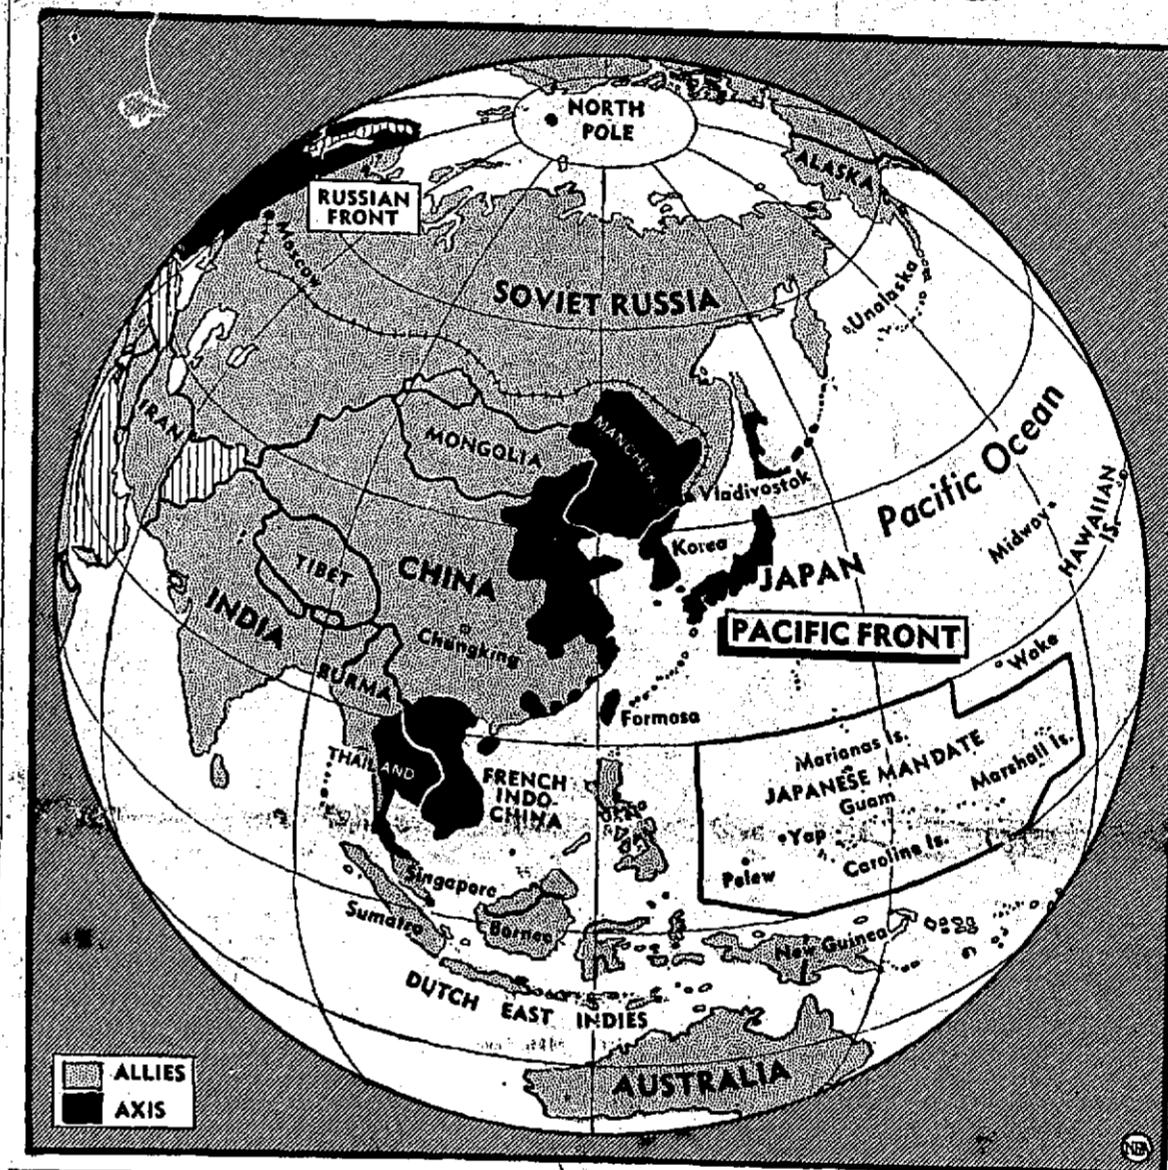 NORTH
POLE
ALASKA
RUSSIAN
FRONT
Moscow
SOVIET RUSSIA
Unalaska
IRAN
MONGOLIA
Vladivostok
Pacific Ocean
Midway
HAWAIIAN
IS.
Korea
JAPAN
TIBET
CHINA
INDIA
Chungking
PACIFIC FRONT
Wake
BURMA
Formosa
THAILAND
FRENCH
INDO-
CHINA
Marianas Is.
JAPANESE MANDATE
Marshall Is.
Guam
Yap
Caroline Is.
Pelew
Singapore
Sumatra
Borneo
New Guinea
DUTCH EAST INDIES
AUSTRALIA
ALLIES
AXIS
NEA